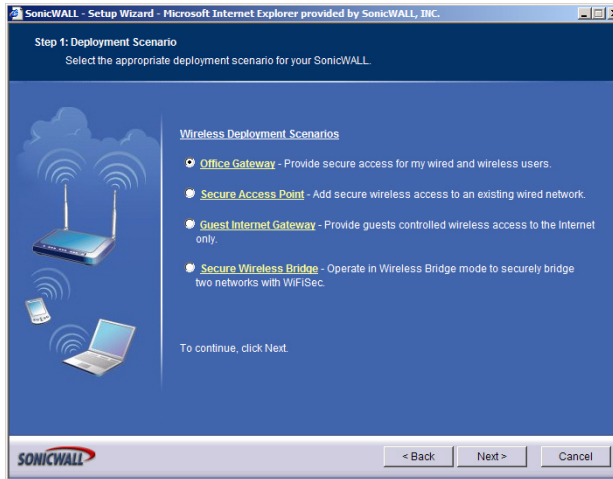 SonicWALL - Setup Wizard - Microsoft Internet Explorer provided by SonicWALL, INC.
Step 1: Deployment Scenario
Select the appropriate deployment scenario for your SonicWALL.
Wireless Deployment Scenarios
Office Gateway - Provide secure access for my wired and wireless users.
Secure Access Point - Add secure wireless access to an existing wired network.
Guest Internet Gateway - Provide guests controlled wireless access to the Internet
only.
Secure Wireless Bridge - Operate in Wireless Bridge mode to securely bridge
two networks with WiFiSec.
To continue, click Next.
SONICWALL
< Back
Next >
Cancel